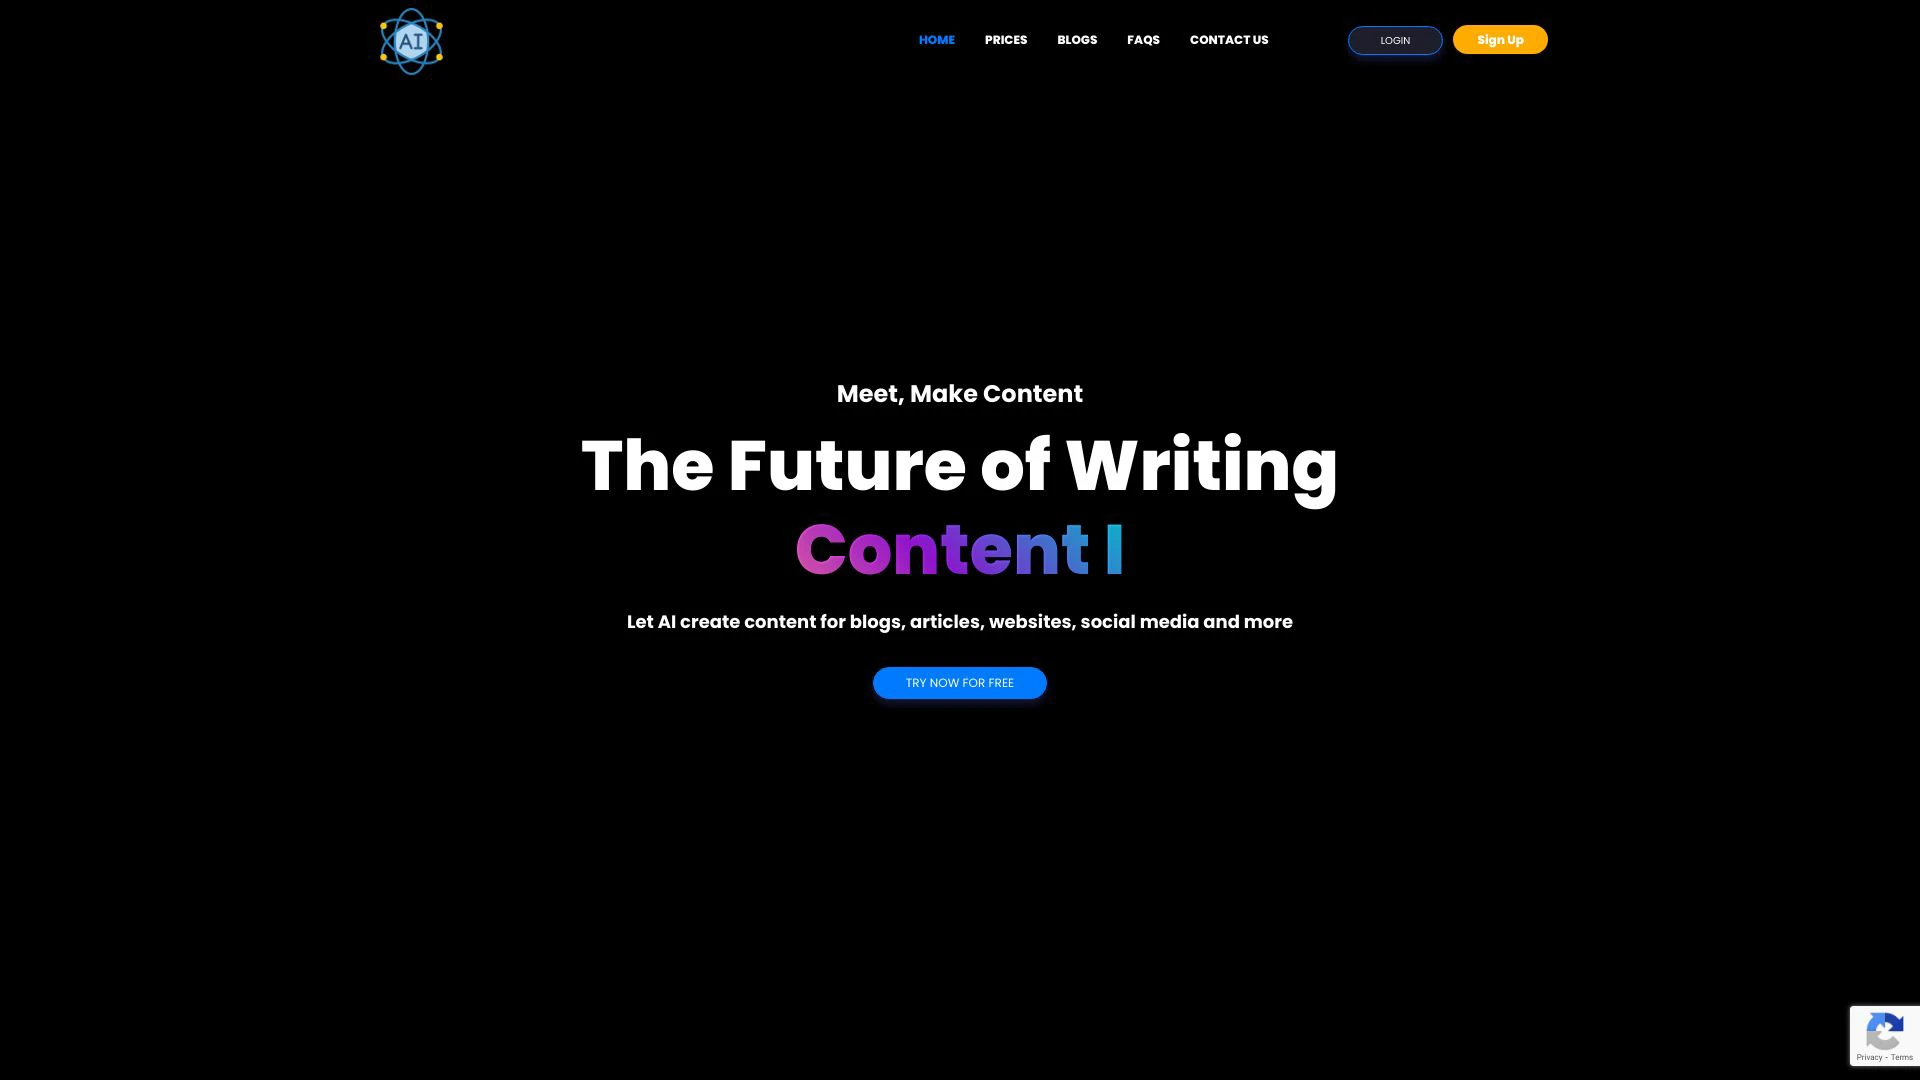 AI
HOME
PRICES
BLOGS
FAQS
CONTACT US
LOGIN
Sign Up
Meet, Make Content
The Future of Writing
Content I
Let AI create content for blogs, articles, websites, social media and more
TRY NOW FOR FREE
Privacy - Terms